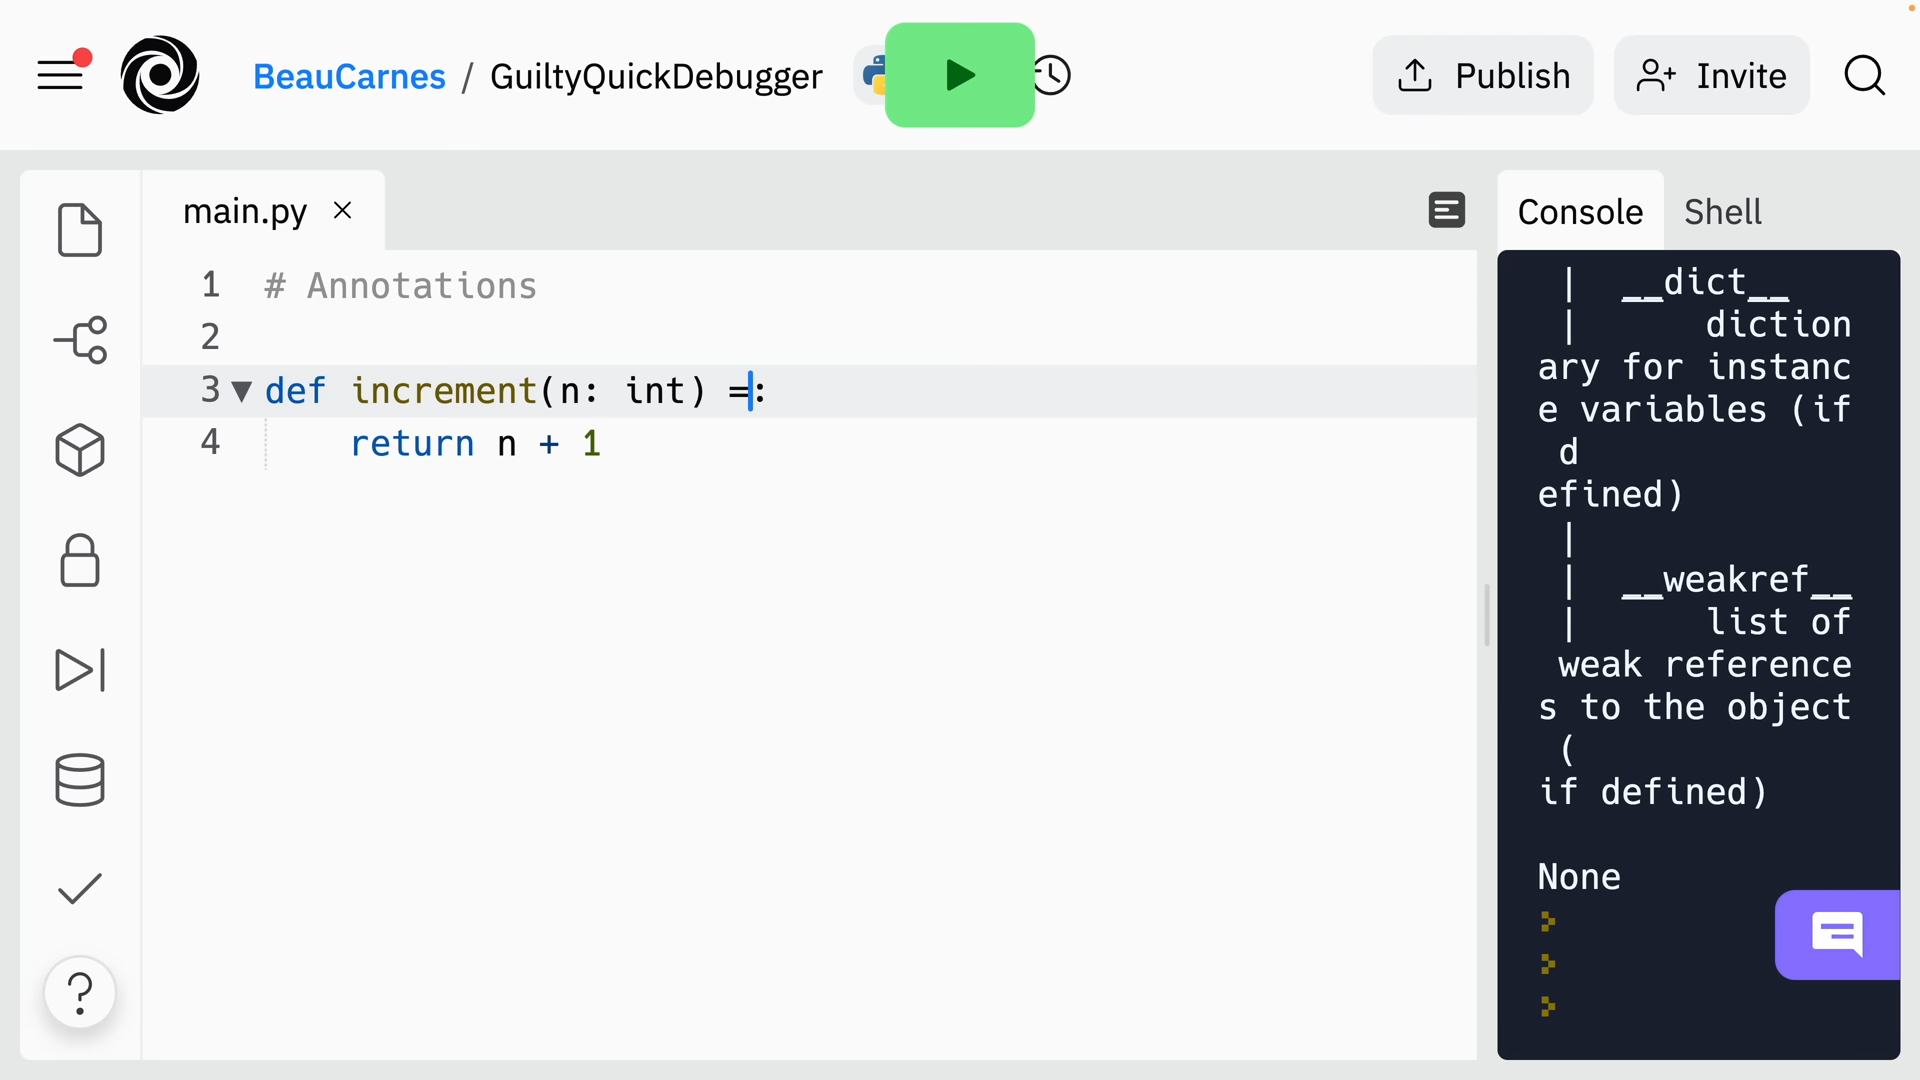 BeauCarnes / GuiltyQuickDebugger
Publish
Invite
main.py ×
Console
Shell
1 # Annotations
2
3 def increment(n: int) =:
4 return n + 1
| __dict__
| diction
ary for instanc
e variables (if
d
efined)
|
| __weakref__
| list of
weak reference
s to the object
(
if defined)
None
>
>
>
?